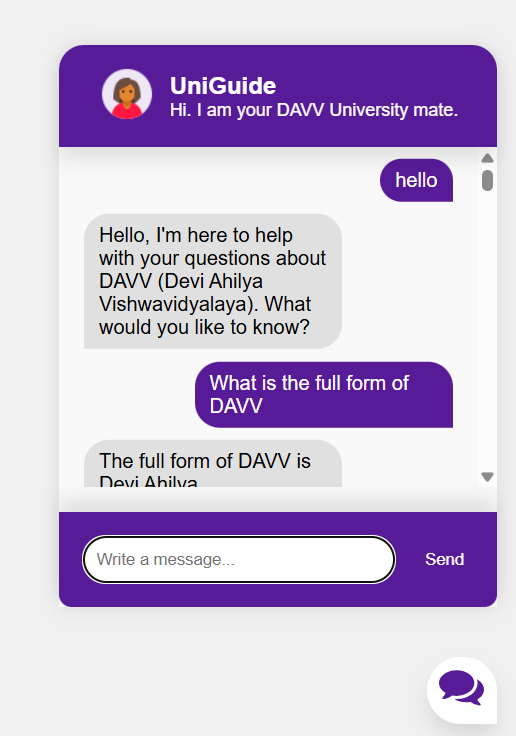 UniGuide
Hi. I am your DAVV University mate.
hello
Hello, I'm here to help
with your questions about
DAVV (Devi Ahilya
Vishwavidyalaya). What
would you like to know?
What is the full form of
DAVV
The full form of DAVV is
Devi Ahilya
Write a message...
Send